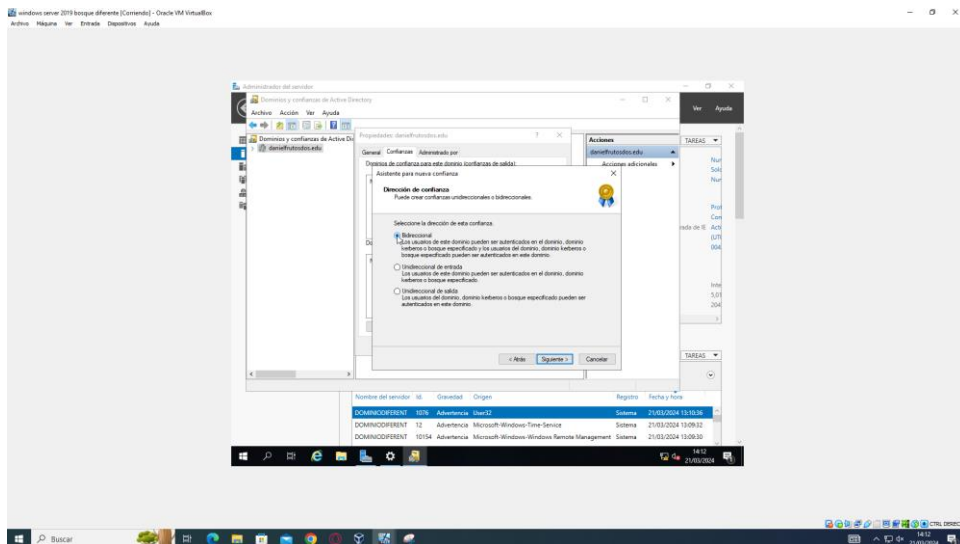 windows server 2019 bosque diferente [Corriendo] - Oracle VM VirtualBox
Archivo Máquina Ver Entrada Dispositivos Ayuda
Administrador del servidor
Dominios y confianzas de Active Directory
Ver Ayuda
Archivo Acción Ver Ayuda
Dominios y confianzas de Active Di
danielfrutosdos.edu
Propiedades: danielfrutosdos.edu
General Confianzas Administrado por
Dominios de confianza para este dominio (confianzas de salida):
Acciones
danielfrutosdos.edu
Acciones adicionales
TAREAS
Asistente para nueva confianza
Dirección de confianza
Puede crear confianzas unidireccionales o bidireccionales.
Seleccione la dirección de esta confianza.
Bidireccional
Los usuarios de este dominio pueden ser autenticados en el dominio, dominio
kerberos o bosque especificado y los usuarios del dominio, dominio kerberos o
bosque especificado pueden ser autenticados en este dominio.
Unidireccional de entrada
Los usuarios de este dominio pueden ser autenticados en el dominio, dominio
kerberos o bosque especificado.
Unidireccional de salida
Los usuarios del dominio, dominio kerberos o bosque especificado pueden ser
autenticados en este dominio.
< Atrás Siguiente > Cancelar
TAREAS
Nombre del servidor Id. Gravedad Origen Registro Fecha y hora
DOMINIODIFERENT 1076 Advertencia User32 Sistema 21/03/2024 13:10:36
DOMINIODIFERENT 12 Advertencia Microsoft-Windows-Time-Service Sistema 21/03/2024 13:09:32
DOMINIODIFERENT 10154 Advertencia Microsoft-Windows-Windows Remote Management Sistema 21/03/2024 13:09:30
14:12
21/03/2024
CTRL DEREC
Buscar
14:12
21/03/2024